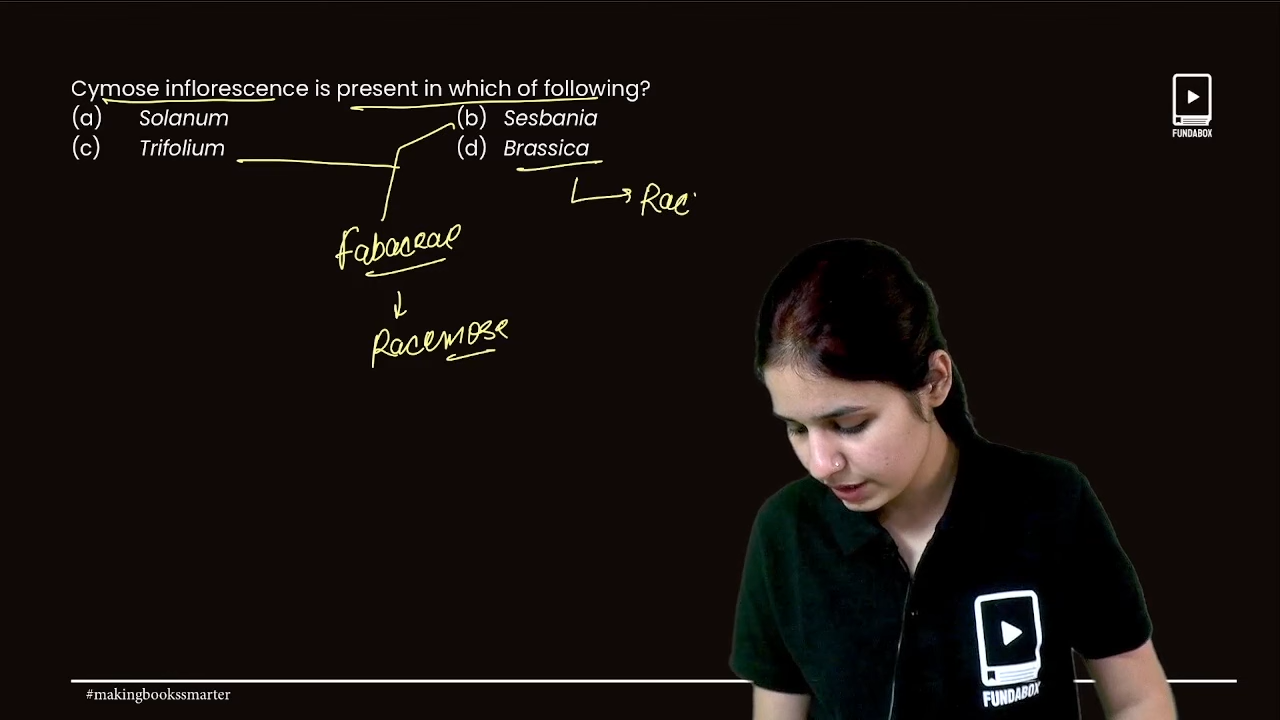 Cymose inflorescence is present in which of following?
(a) Solanum (b) Sesbania
(c) Trifolium (d) Brassica
FUNDABOX
Rac
Fabaceae
Racemose
FUNDABOX
#makingbookssmarter